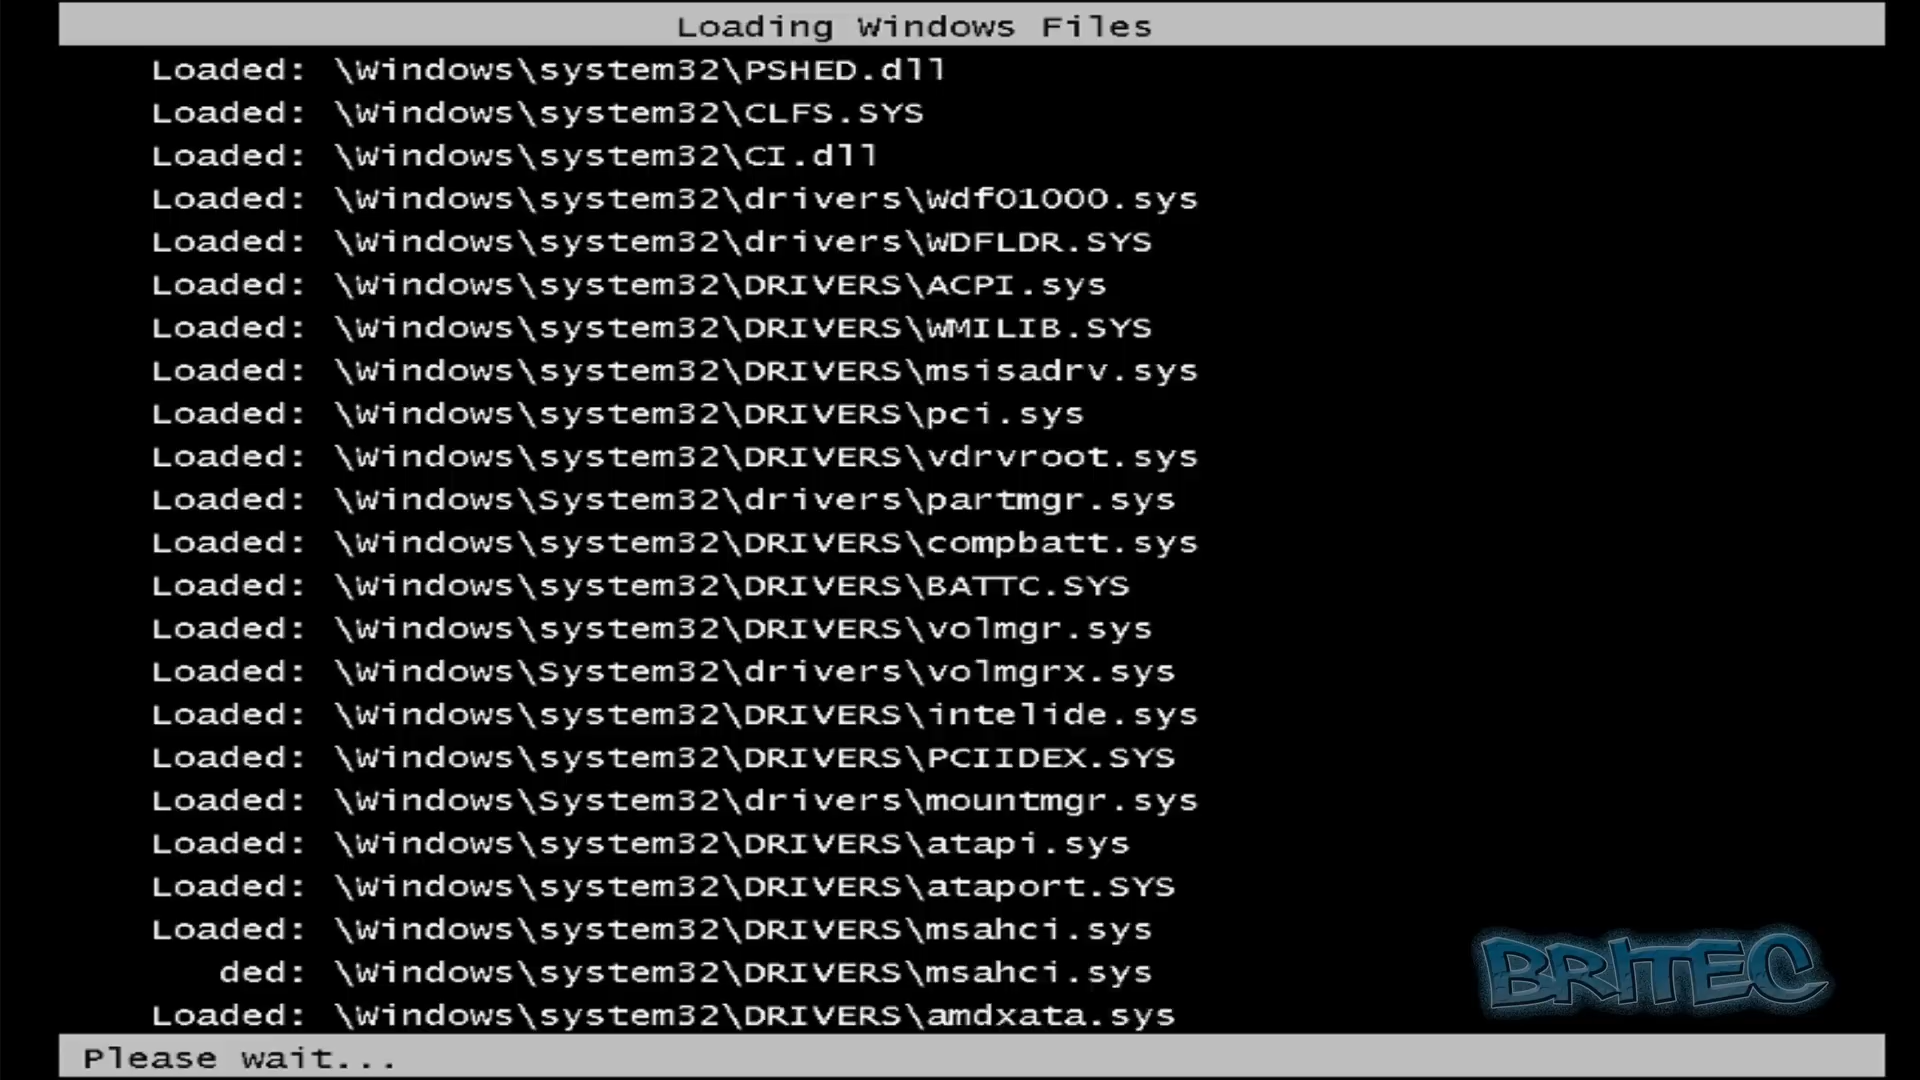 Loading Windows Files
Loaded: \Windows\system32\PSHED.dll
Loaded: \Windows\system32\CLFS.SYS
Loaded: \Windows\system32\CI.dll
Loaded: \Windows\system32\drivers\Wdf01000.sys
Loaded: \Windows\system32\drivers\WDFLDR.SYS
Loaded: \Windows\system32\DRIVERS\ACPI.sys
Loaded: \Windows\system32\DRIVERS\WMILIB.SYS
Loaded: \Windows\system32\DRIVERS\msisadrv.sys
Loaded: \Windows\system32\DRIVERS\pci.sys
Loaded: \Windows\system32\DRIVERS\vdrvroot.sys
Loaded: \Windows\System32\drivers\partmgr.sys
Loaded: \Windows\system32\DRIVERS\compbatt.sys
Loaded: \Windows\system32\DRIVERS\BATTC.SYS
Loaded: \Windows\system32\DRIVERS\volmgr.sys
Loaded: \Windows\System32\drivers\volmgrx.sys
Loaded: \Windows\system32\DRIVERS\intelide.sys
Loaded: \Windows\system32\DRIVERS\PCIIDEX.SYS
Loaded: \Windows\System32\drivers\mountmgr.sys
Loaded: \Windows\system32\DRIVERS\atapi.sys
Loaded: \Windows\system32\DRIVERS\ataport.SYS
Loaded: \Windows\system32\DRIVERS\msahci.sys
ded: \Windows\system32\DRIVERS\msahci.sys
Loaded: \Windows\system32\DRIVERS\amdxata.sys
BRITEC
Please wait...